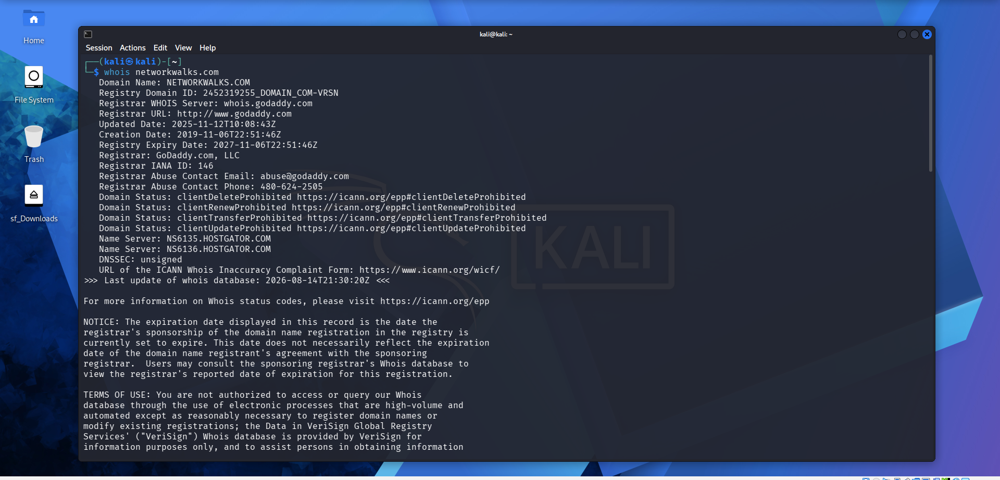 Home
File System
Trash
sf_Downloads
kali@kali: ~
Session Actions Edit View Help
┌──(kali㉿kali)-[~]
└─$ whois networkwalks.com
Domain Name: NETWORKWALKS.COM
Registry Domain ID: 2452319255_DOMAIN_COM-VRSN
Registrar WHOIS Server: whois.godaddy.com
Registrar URL: http://www.godaddy.com
Updated Date: 2025-11-12T10:08:43Z
Creation Date: 2019-11-06T22:51:46Z
Registry Expiry Date: 2027-11-06T22:51:46Z
Registrar: GoDaddy.com, LLC
Registrar IANA ID: 146
Registrar Abuse Contact Email: abuse@godaddy.com
Registrar Abuse Contact Phone: 480-624-2505
Domain Status: clientDeleteProhibited https://icann.org/epp#clientDeleteProhibited
Domain Status: clientRenewProhibited https://icann.org/epp#clientRenewProhibited
Domain Status: clientTransferProhibited https://icann.org/epp#clientTransferProhibited
Domain Status: clientUpdateProhibited https://icann.org/epp#clientUpdateProhibited
Name Server: NS6135.HOSTGATOR.COM
Name Server: NS6136.HOSTGATOR.COM
DNSSEC: unsigned
URL of the ICANN Whois Inaccuracy Complaint Form: https://www.icann.org/wicf/
>>> Last update of whois database: 2026-08-14T21:30:20Z <<<
For more information on Whois status codes, please visit https://icann.org/epp
NOTICE: The expiration date displayed in this record is the date the
registrar's sponsorship of the domain name registration in the registry is
currently set to expire. This date does not necessarily reflect the expiration
date of the domain name registrant's agreement with the sponsoring
registrar.  Users may consult the sponsoring registrar's Whois database to
view the registrar's reported date of expiration for this registration.
TERMS OF USE: You are not authorized to access or query our Whois
database through the use of electronic processes that are high-volume and
automated except as reasonably necessary to register domain names or
modify existing registrations; the Data in VeriSign Global Registry
Services' ("VeriSign") Whois database is provided by VeriSign for
information purposes only, and to assist persons in obtaining information
KALI